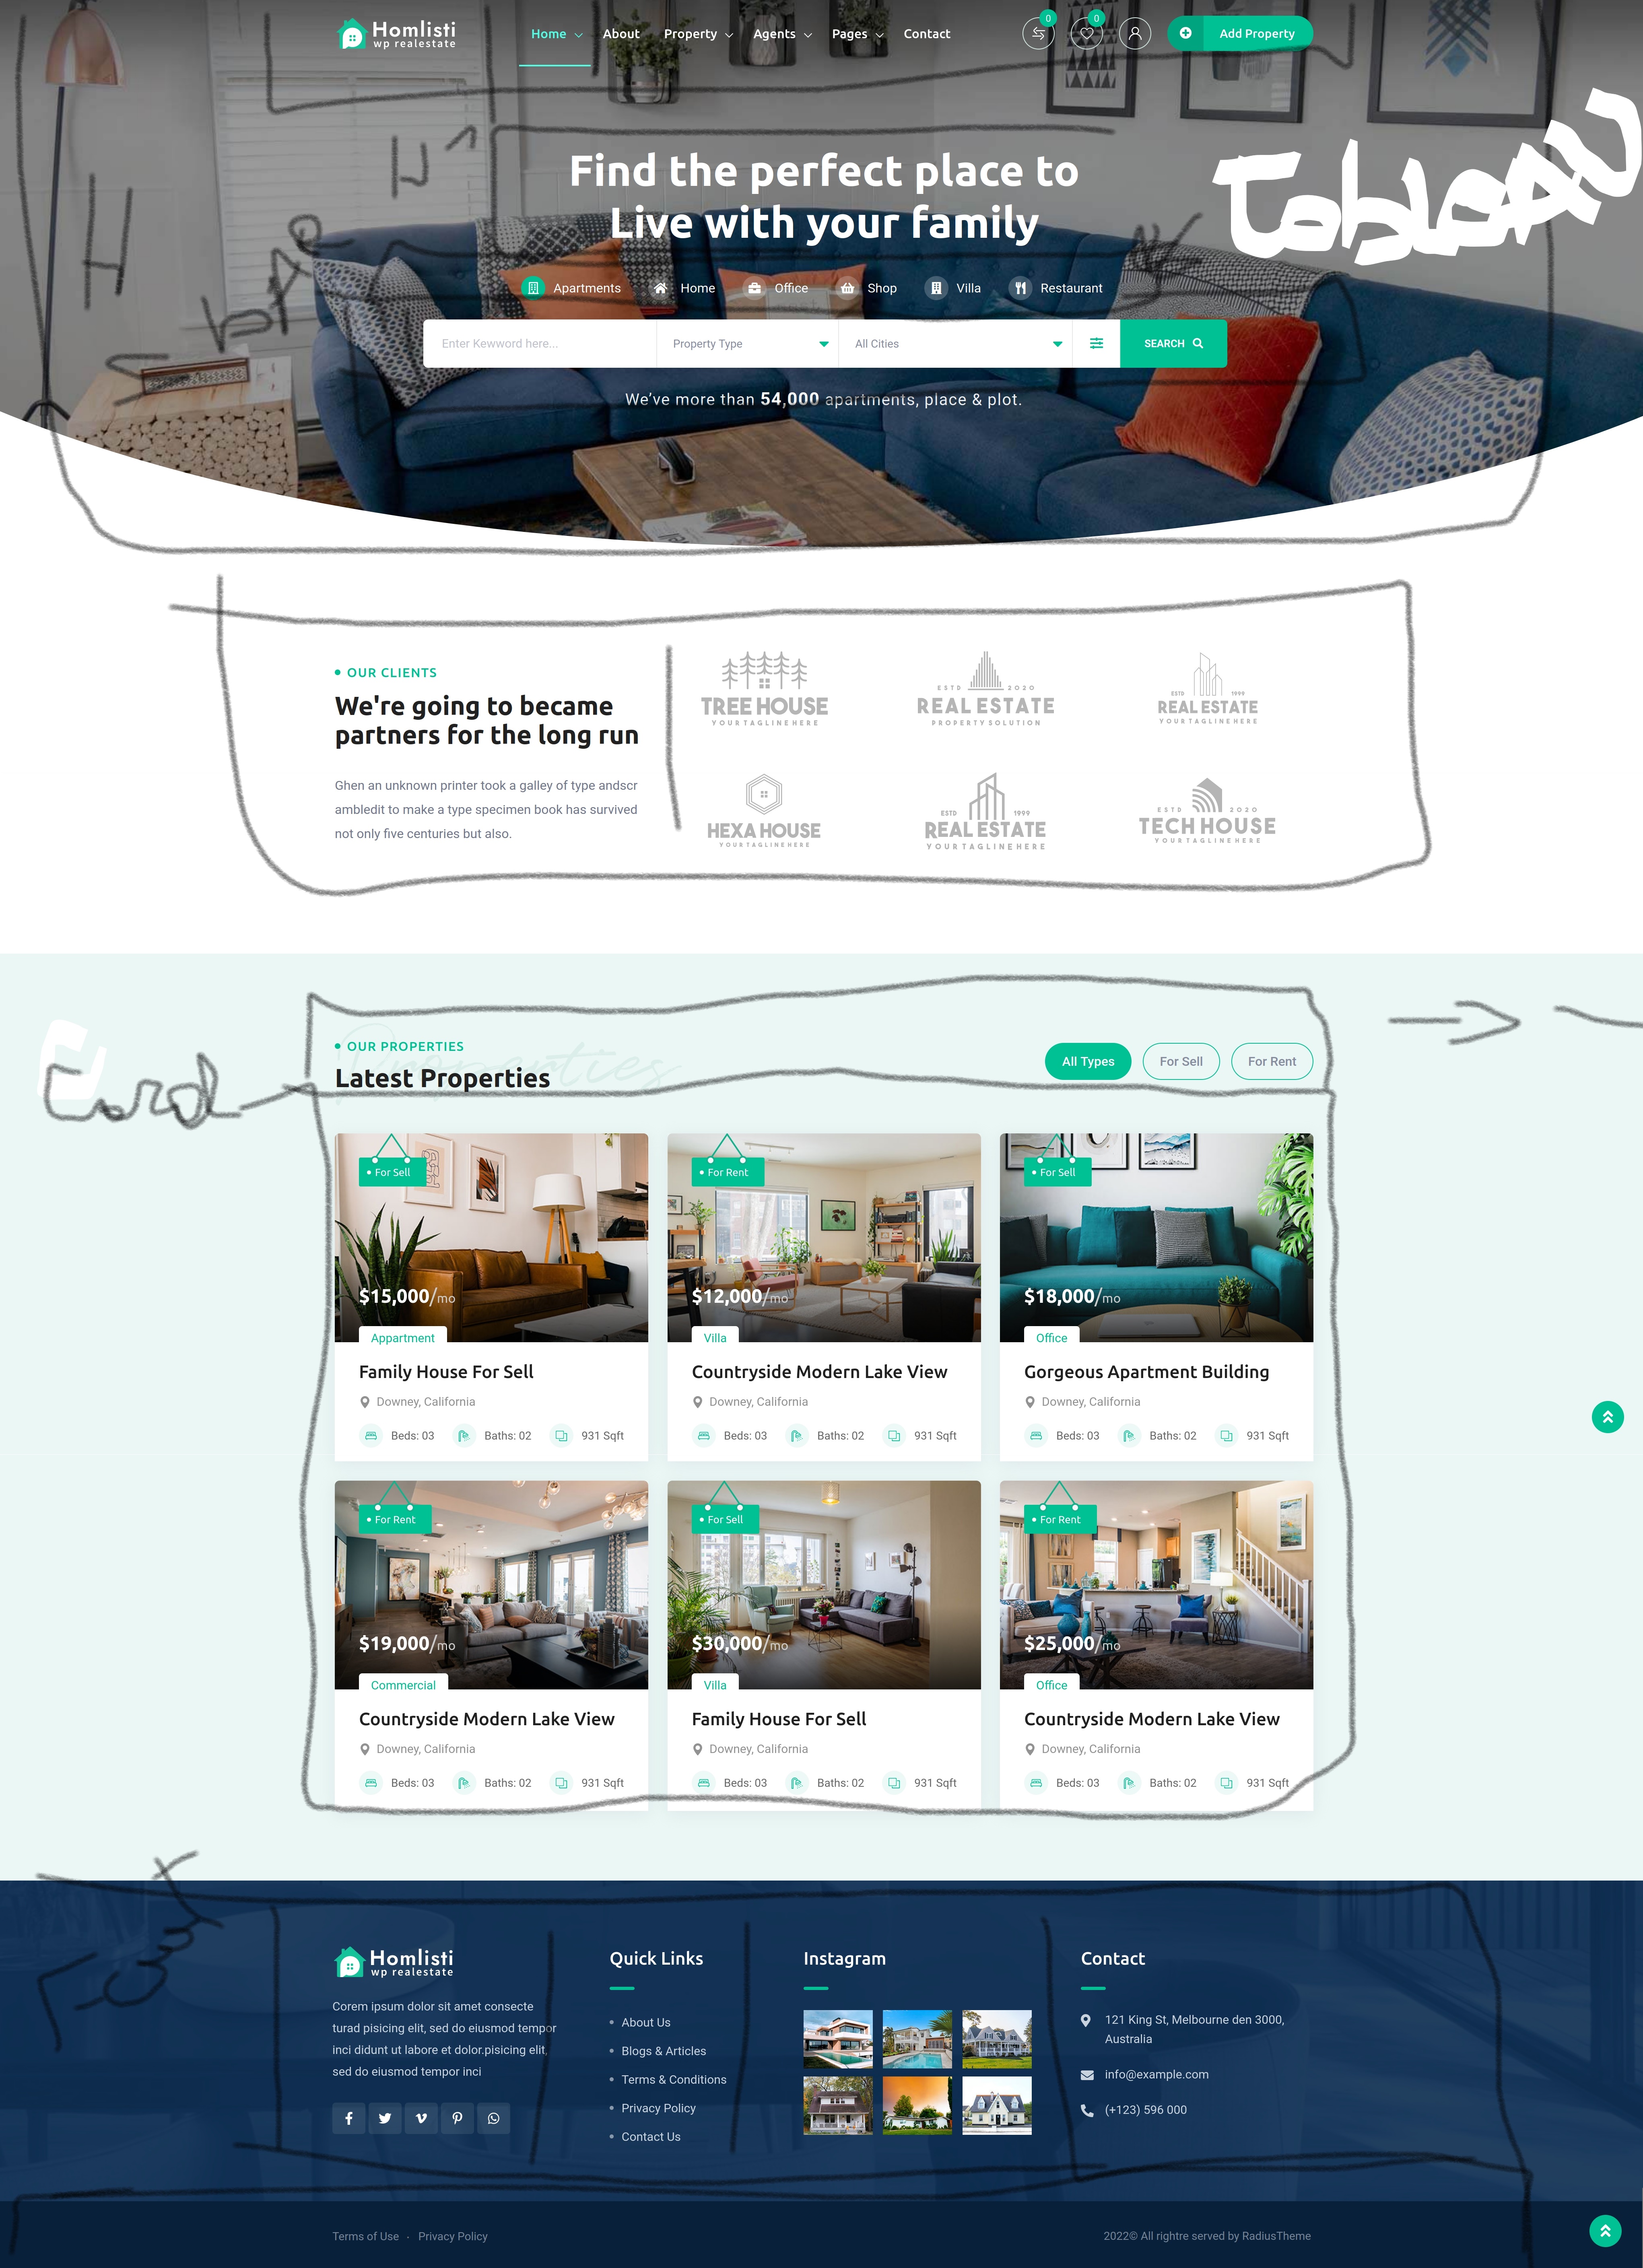 Homlisti
wp realestate
Home About Property Agents Pages Contact
0 0
Add Property
Find the perfect place to
Live with your family
Apartments Home Office Shop Villa Restaurant
Enter Kewword here... Property Type All Cities SEARCH
We've more than 54,000 apartments, place & plot.
OUR CLIENTS
We're going to became
partners for the long run
Ghen an unknown printer took a galley of type andscr
ambledit to make a type specimen book has survived
not only five centuries but also.
TREE HOUSE
YOUR TAGLINE HERE
ESTD 2020
REAL ESTATE
PROPERTY SOLUTION
ESTD 1999
REAL ESTATE
YOUR TAGLINE HERE
HEXA HOUSE
YOUR TAGLINE HERE
ESTD 1999
REAL ESTATE
YOUR TAGLINE HERE
ESTD 2020
TECH HOUSE
YOUR TAGLINE HERE
OUR PROPERTIES
Properties
Latest Properties
All Types For Sell For Rent
Card
For Sell
$15,000/mo
Appartment
Family House For Sell
Downey, California
Beds: 03 Baths: 02 931 Sqft
For Rent
$12,000/mo
Villa
Countryside Modern Lake View
Downey, California
Beds: 03 Baths: 02 931 Sqft
For Sell
$18,000/mo
Office
Gorgeous Apartment Building
Downey, California
Beds: 03 Baths: 02 931 Sqft
For Rent
$19,000/mo
Commercial
Countryside Modern Lake View
Downey, California
Beds: 03 Baths: 02 931 Sqft
For Sell
$30,000/mo
Villa
Family House For Sell
Downey, California
Beds: 03 Baths: 02 931 Sqft
For Rent
$25,000/mo
Office
Countryside Modern Lake View
Downey, California
Beds: 03 Baths: 02 931 Sqft
Homlisti
wp realestate
Corem ipsum dolor sit amet consecte
turad pisicing elit, sed do eiusmod tempor
inci didunt ut labore et dolor.pisicing elit,
sed do eiusmod tempor inci
Quick Links
About Us
Blogs & Articles
Terms & Conditions
Privacy Policy
Contact Us
Instagram
Contact
121 King St, Melbourne den 3000,
Australia
info@example.com
(+123) 596 000
Terms of Use · Privacy Policy
2022© All rightre served by RadiusTheme